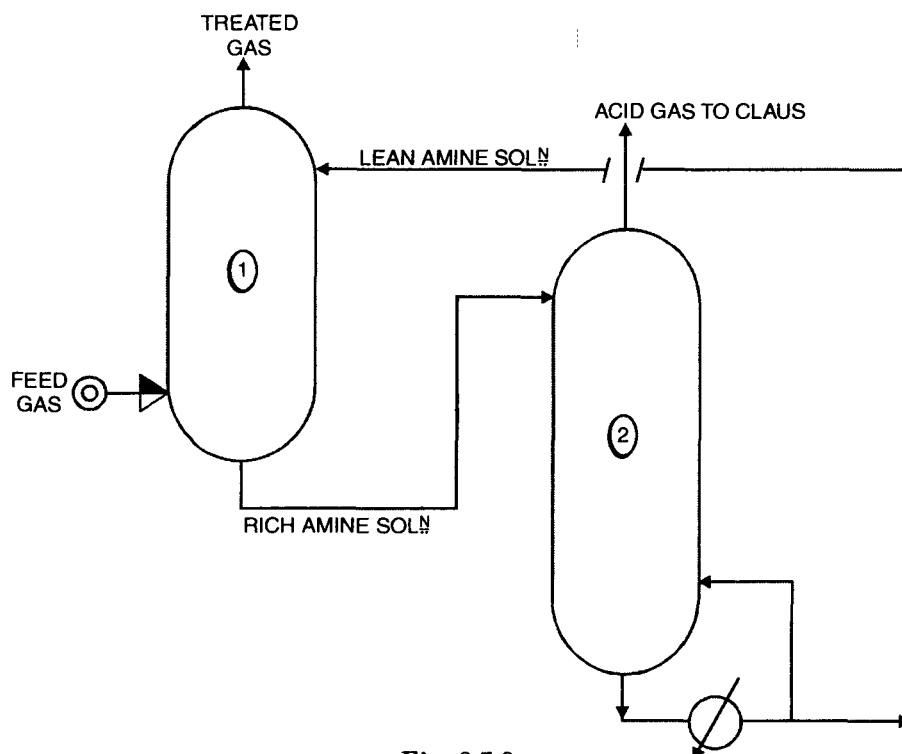 TREATED
GAS
ACID GAS TO CLAUS
LEAN AMINE SOLN
1
FEED
GAS
2
RICH AMINE SOLN